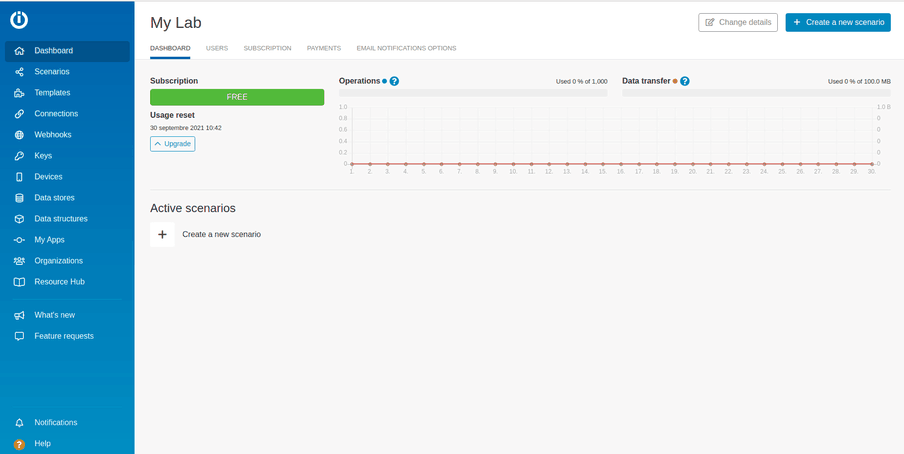 My Lab
Change details
Create a new scenario
DASHBOARD
USERS
SUBSCRIPTION
PAYMENTS
EMAIL NOTIFICATIONS OPTIONS
Dashboard
Scenarios
Templates
Connections
Webhooks
Keys
Devices
Data stores
Data structures
My Apps
Organizations
Resource Hub
What's new
Feature requests
Notifications
? Help
Subscription
FREE
Usage reset
30 septembre 2021 10:42
Upgrade
Operations ?
Used 0 % of 1,000
Data transfer ?
Used 0 % of 100.0 MB
1.0
0.8
0.6
0.4
0.2
0
1.0 B
0
0
0
0
0
1. 2. 3. 4. 5. 6. 7. 8. 9. 10. 11. 12. 13. 14. 15. 16. 17. 18. 19. 20. 21. 22. 23. 24. 25. 26. 27. 28. 29. 30.
Active scenarios
Create a new scenario